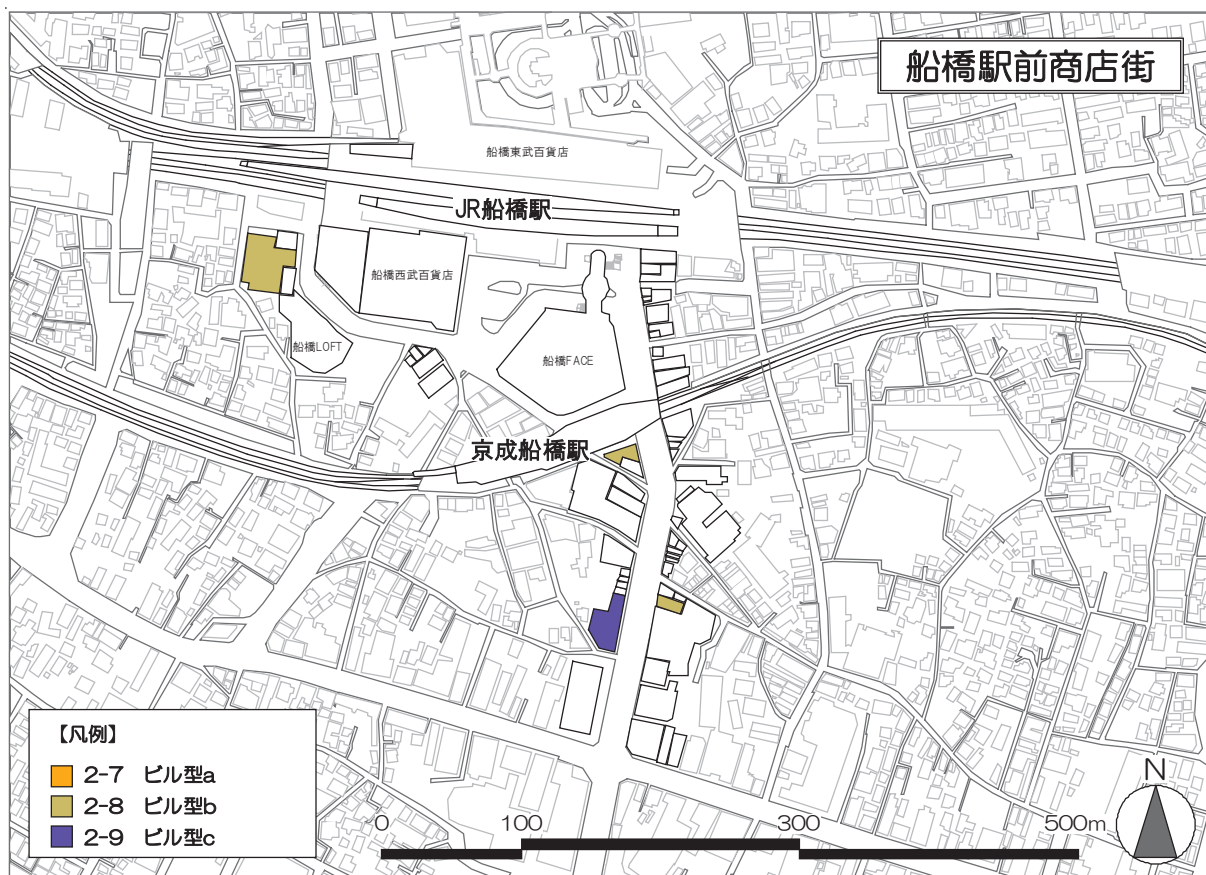 船橋駅前商店街
船橋東武百貨店
JR船橋駅
船橋西武百貨店
船橋LOFT
船橋FACE
京成船橋駅
【凡例】
2-7 ビル型a
2-8 ビル型b
2-9 ビル型c
0 100 300 500m
N